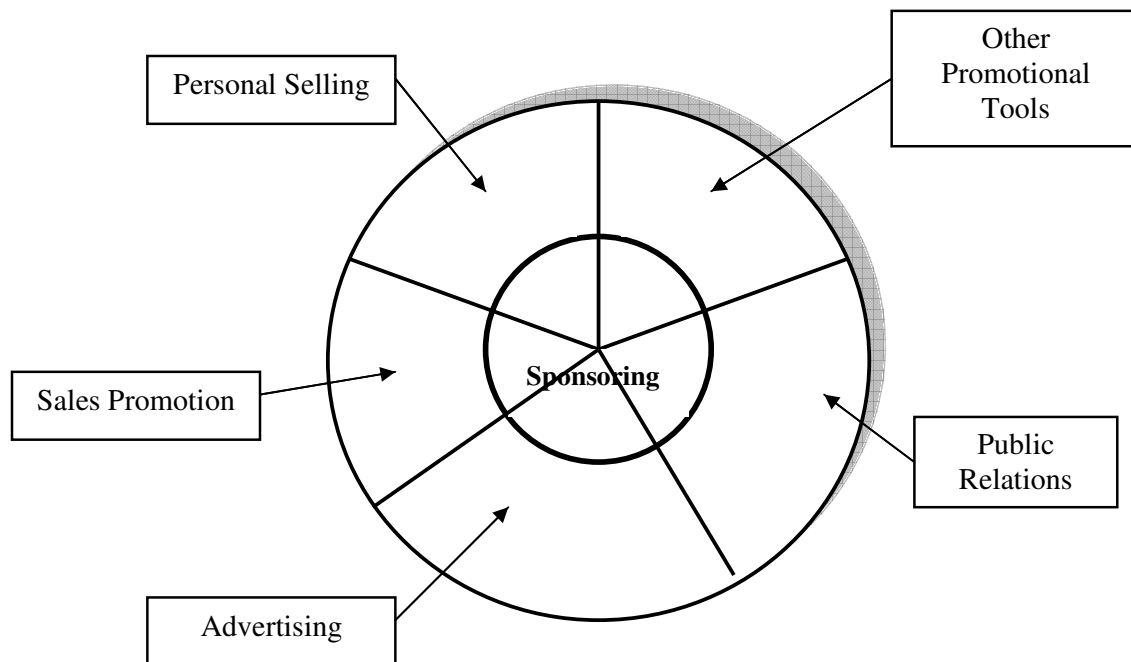 Other
Promotional
Tools
Personal Selling
Sponsoring
Sales Promotion
Public
Relations
Advertising